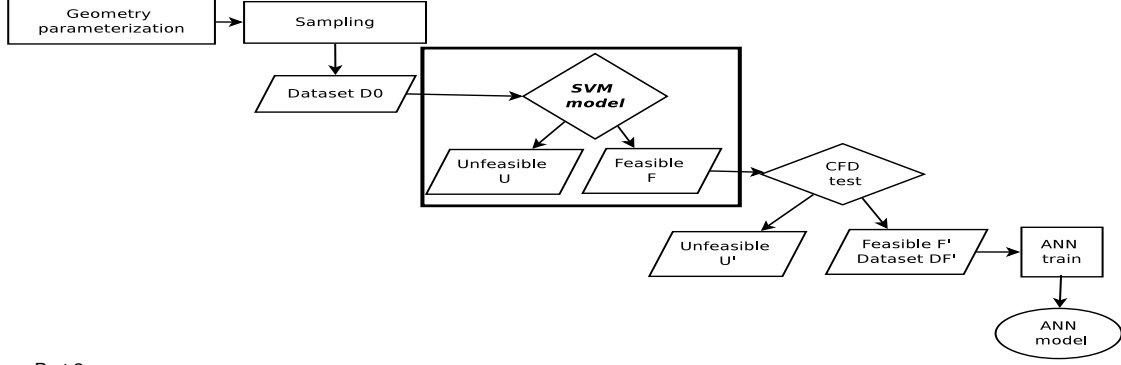 Geometry
parameterization
Sampling
Dataset D0
SVM
model
Unfeasible
U
Feasible
F
CFD
test
Unfeasible
U'
Feasible F'
Dataset DF'
ANN
train
ANN
model